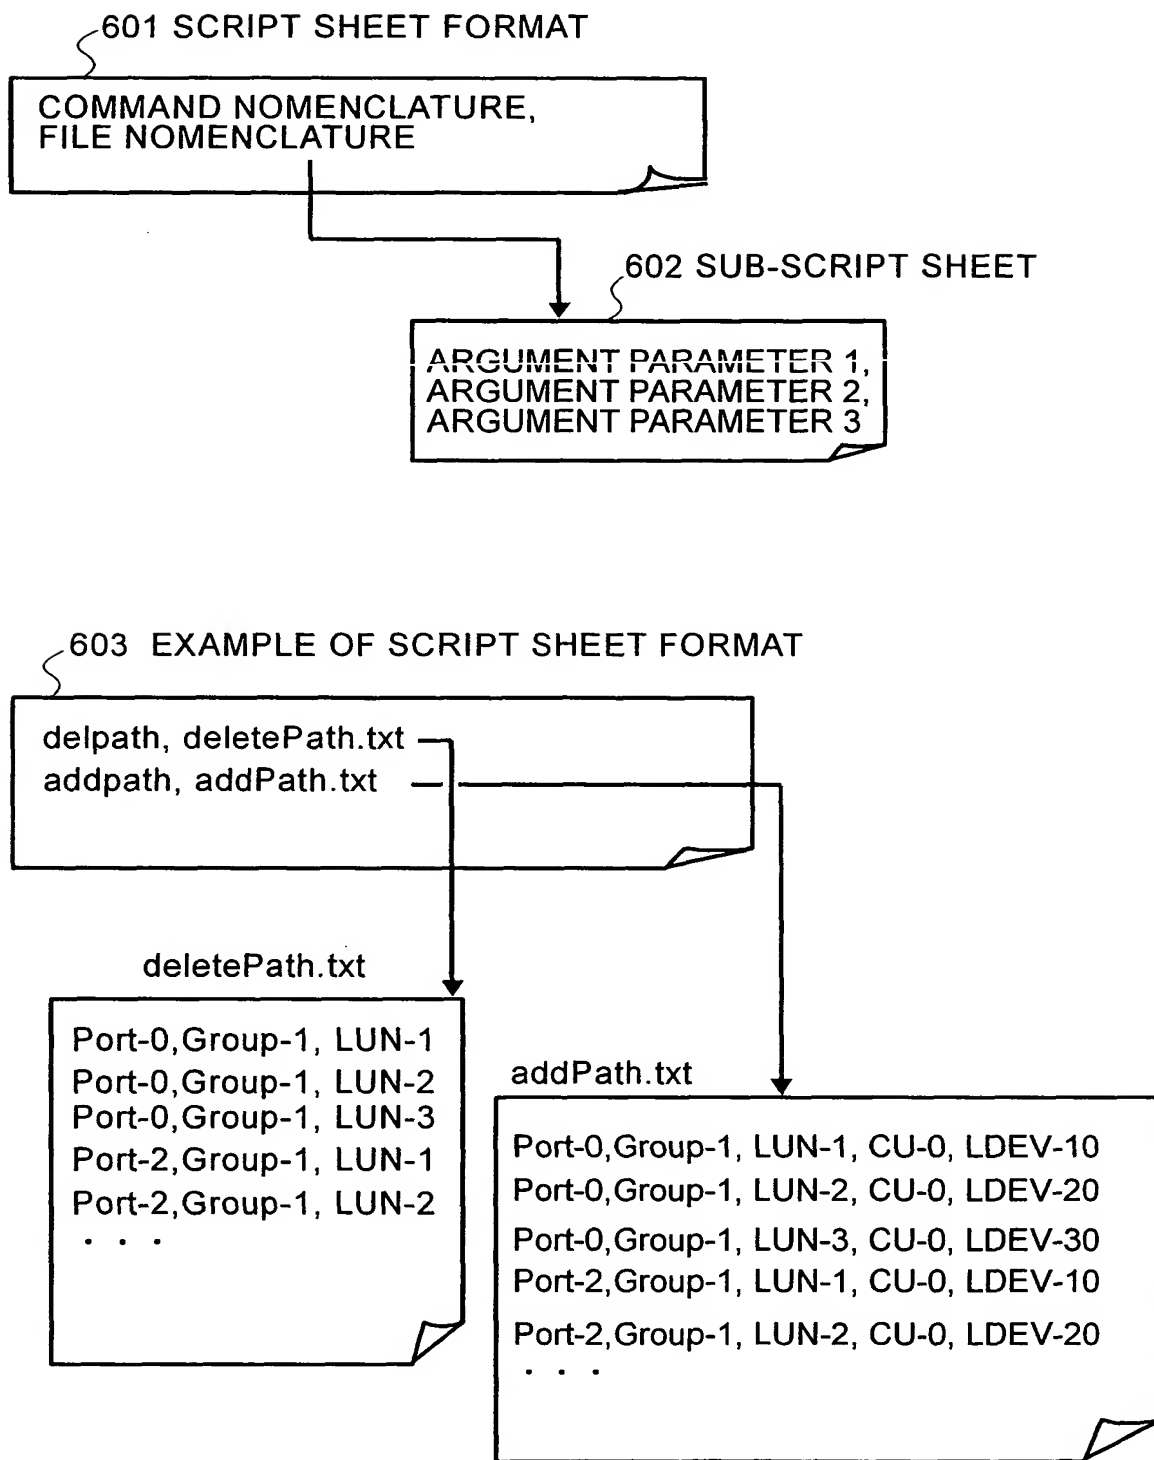 601 SCRIPT SHEET FORMAT
COMMAND NOMENCLATURE,
FILE NOMENCLATURE
602 SUB-SCRIPT SHEET
ARGUMENT PARAMETER 1,
ARGUMENT PARAMETER 2,
ARGUMENT PARAMETER 3
603 EXAMPLE OF SCRIPT SHEET FORMAT
delpath, deletePath.txt
addpath, addPath.txt
deletePath.txt
Port-0,Group-1, LUN-1
Port-0,Group-1, LUN-2
Port-0,Group-1, LUN-3
Port-2,Group-1, LUN-1
Port-2,Group-1, LUN-2
. . .
addPath.txt
Port-0,Group-1, LUN-1, CU-0, LDEV-10
Port-0,Group-1, LUN-2, CU-0, LDEV-20
Port-0,Group-1, LUN-3, CU-0, LDEV-30
Port-2,Group-1, LUN-1, CU-0, LDEV-10
Port-2,Group-1, LUN-2, CU-0, LDEV-20
. . .